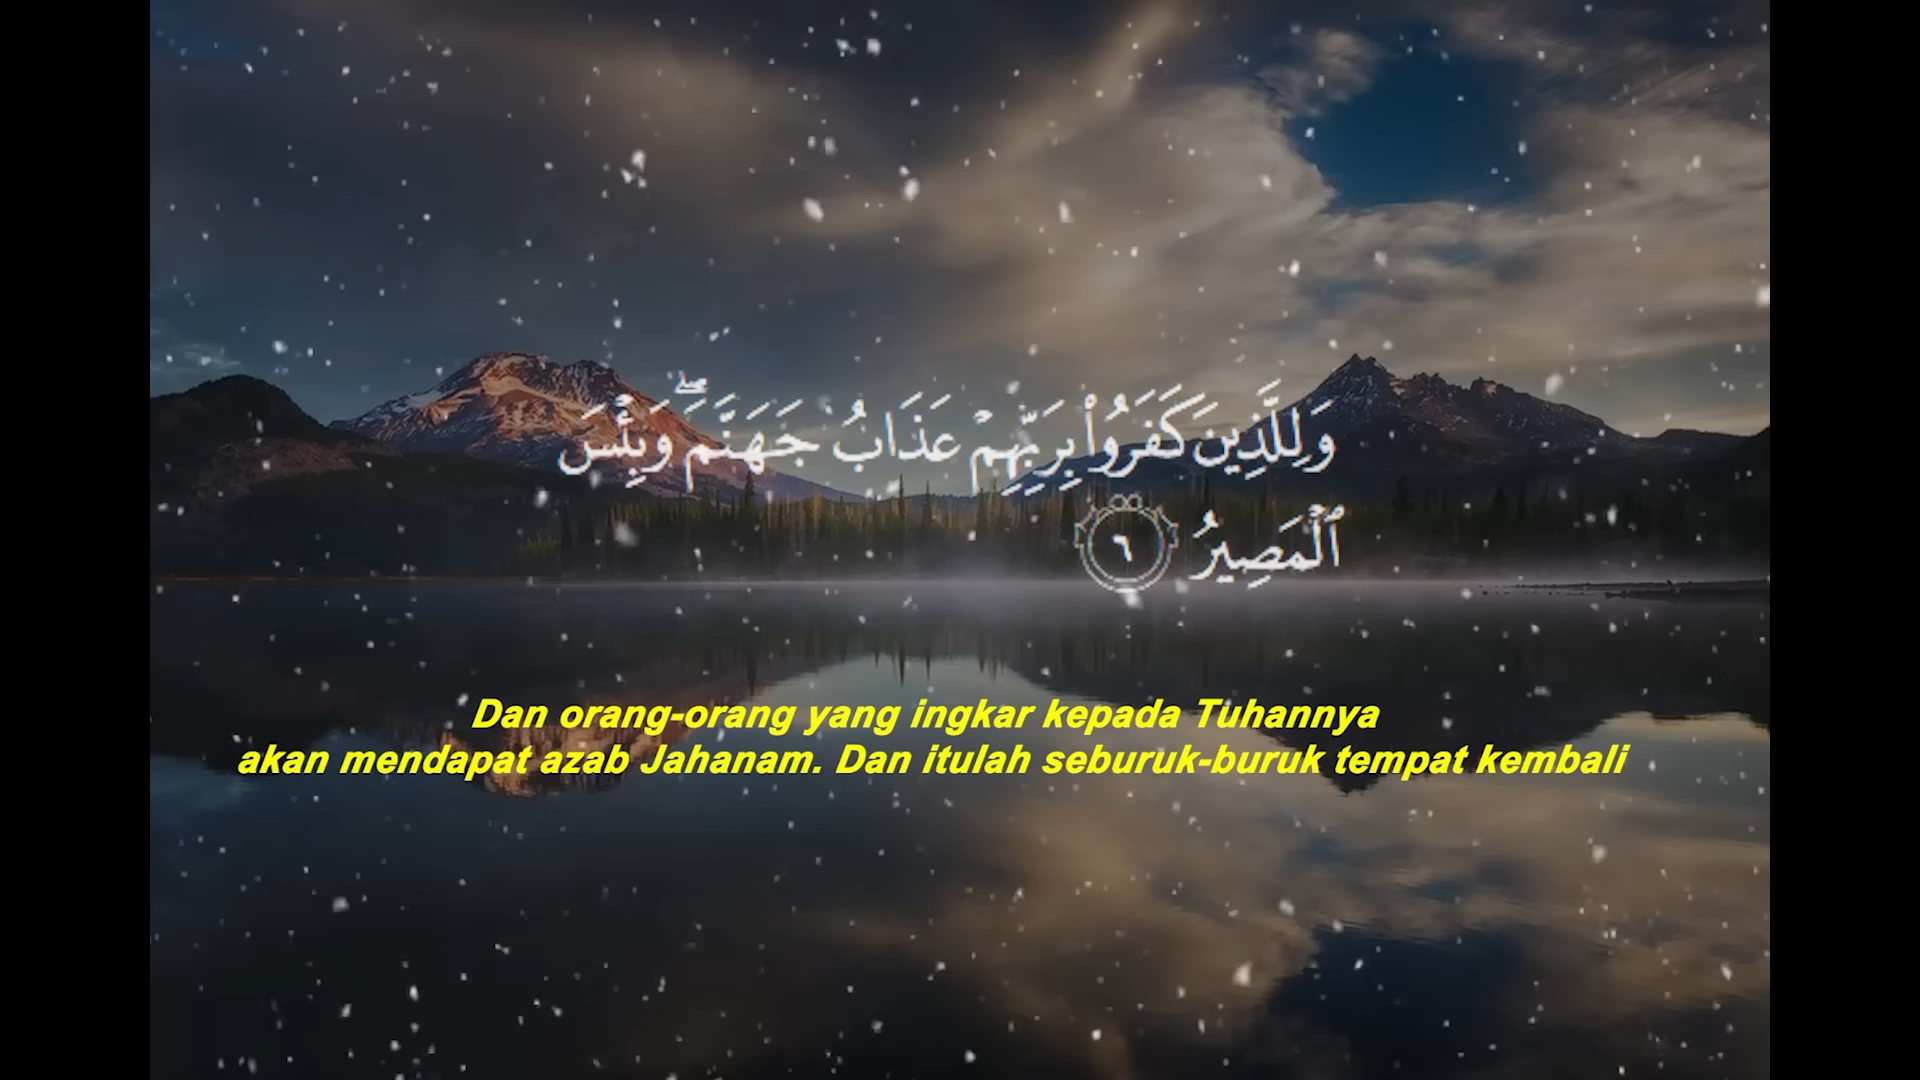 وَلِلَّذِينَ كَفَرُوا۟ بِرَبِّهِمْ عَذَابُ جَهَنَّمَ ۖ وَبِئْسَ
ٱلْمَصِيرُ ٦
Dan orang-orang yang ingkar kepada Tuhannya
akan mendapat azab Jahanam. Dan itulah seburuk-buruk tempat kembali